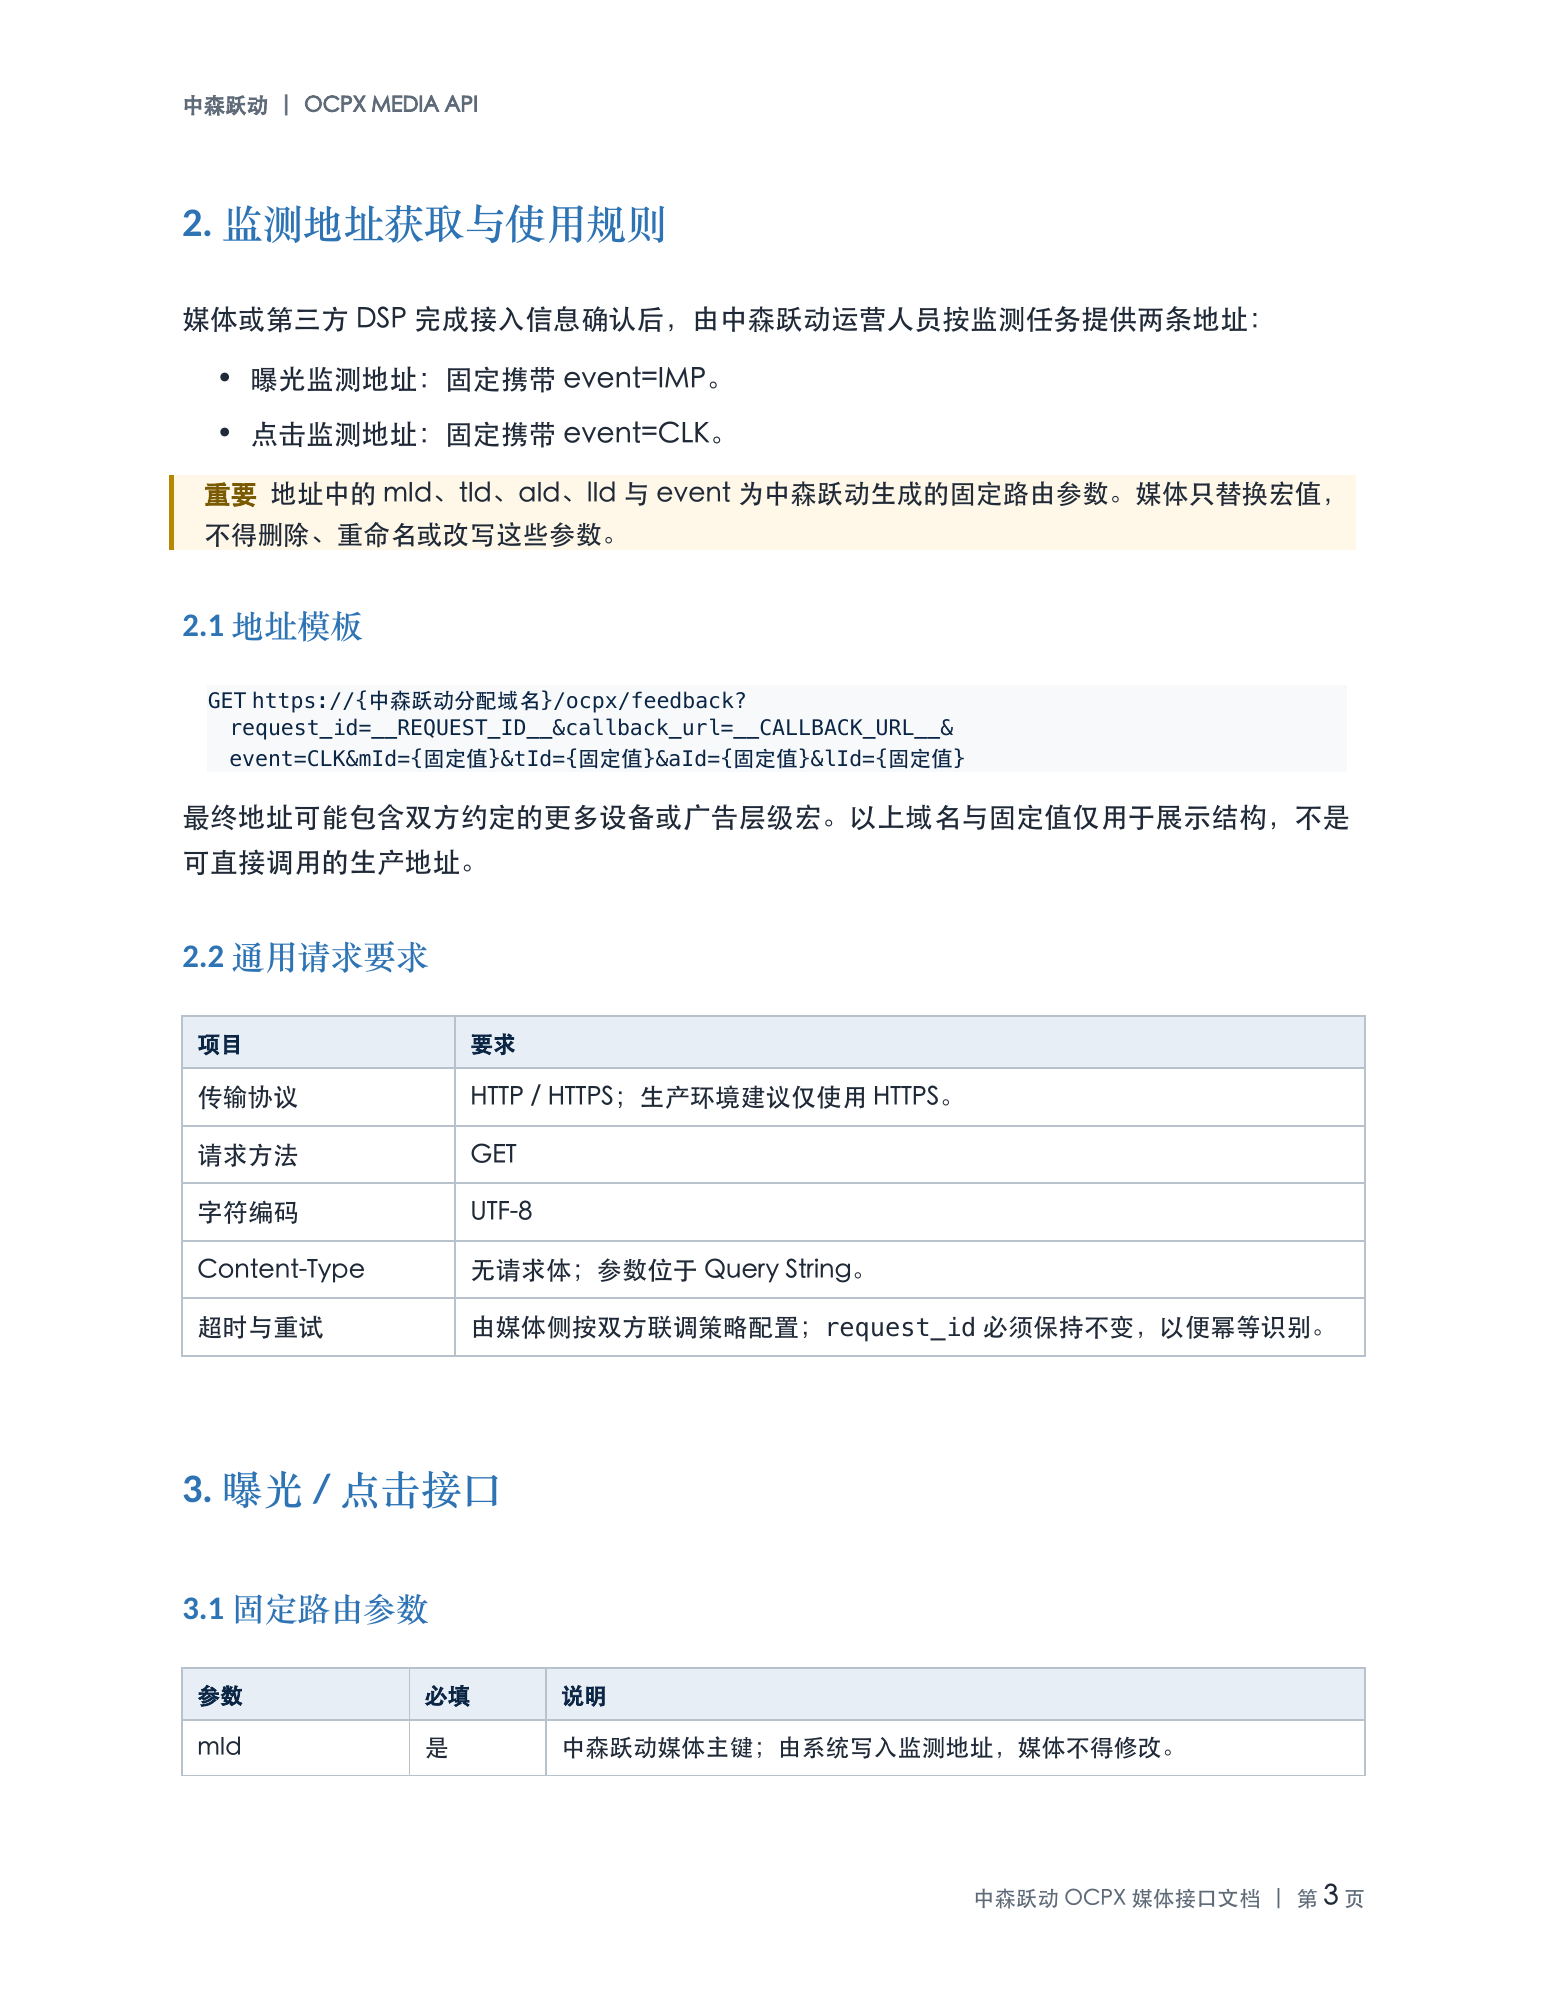 中森跃动 | OCPX MEDIA API
2. 监测地址获取与使用规则
媒体或第三方 DSP 完成接入信息确认后，由中森跃动运营人员按监测任务提供两条地址：
• 曝光监测地址：固定携带 event=IMP。
• 点击监测地址：固定携带 event=CLK。
重要 地址中的 mId、tId、aId、lId 与 event 为中森跃动生成的固定路由参数。媒体只替换宏值，
不得删除、重命名或改写这些参数。
2.1 地址模板
GET https://{中森跃动分配域名}/ocpx/feedback?
request_id=__REQUEST_ID__&callback_url=__CALLBACK_URL__&
event=CLK&mId={固定值}&tId={固定值}&aId={固定值}&lId={固定值}
最终地址可能包含双方约定的更多设备或广告层级宏。以上域名与固定值仅用于展示结构，不是
可直接调用的生产地址。
2.2 通用请求要求
项目 要求
传输协议 HTTP / HTTPS；生产环境建议仅使用 HTTPS。
请求方法 GET
字符编码 UTF-8
Content-Type 无请求体；参数位于 Query String。
超时与重试 由媒体侧按双方联调策略配置；request_id 必须保持不变，以便幂等识别。
3. 曝光 / 点击接口
3.1 固定路由参数
参数 必填 说明
mId 是 中森跃动媒体主键；由系统写入监测地址，媒体不得修改。
中森跃动 OCPX 媒体接口文档 | 第 3 页